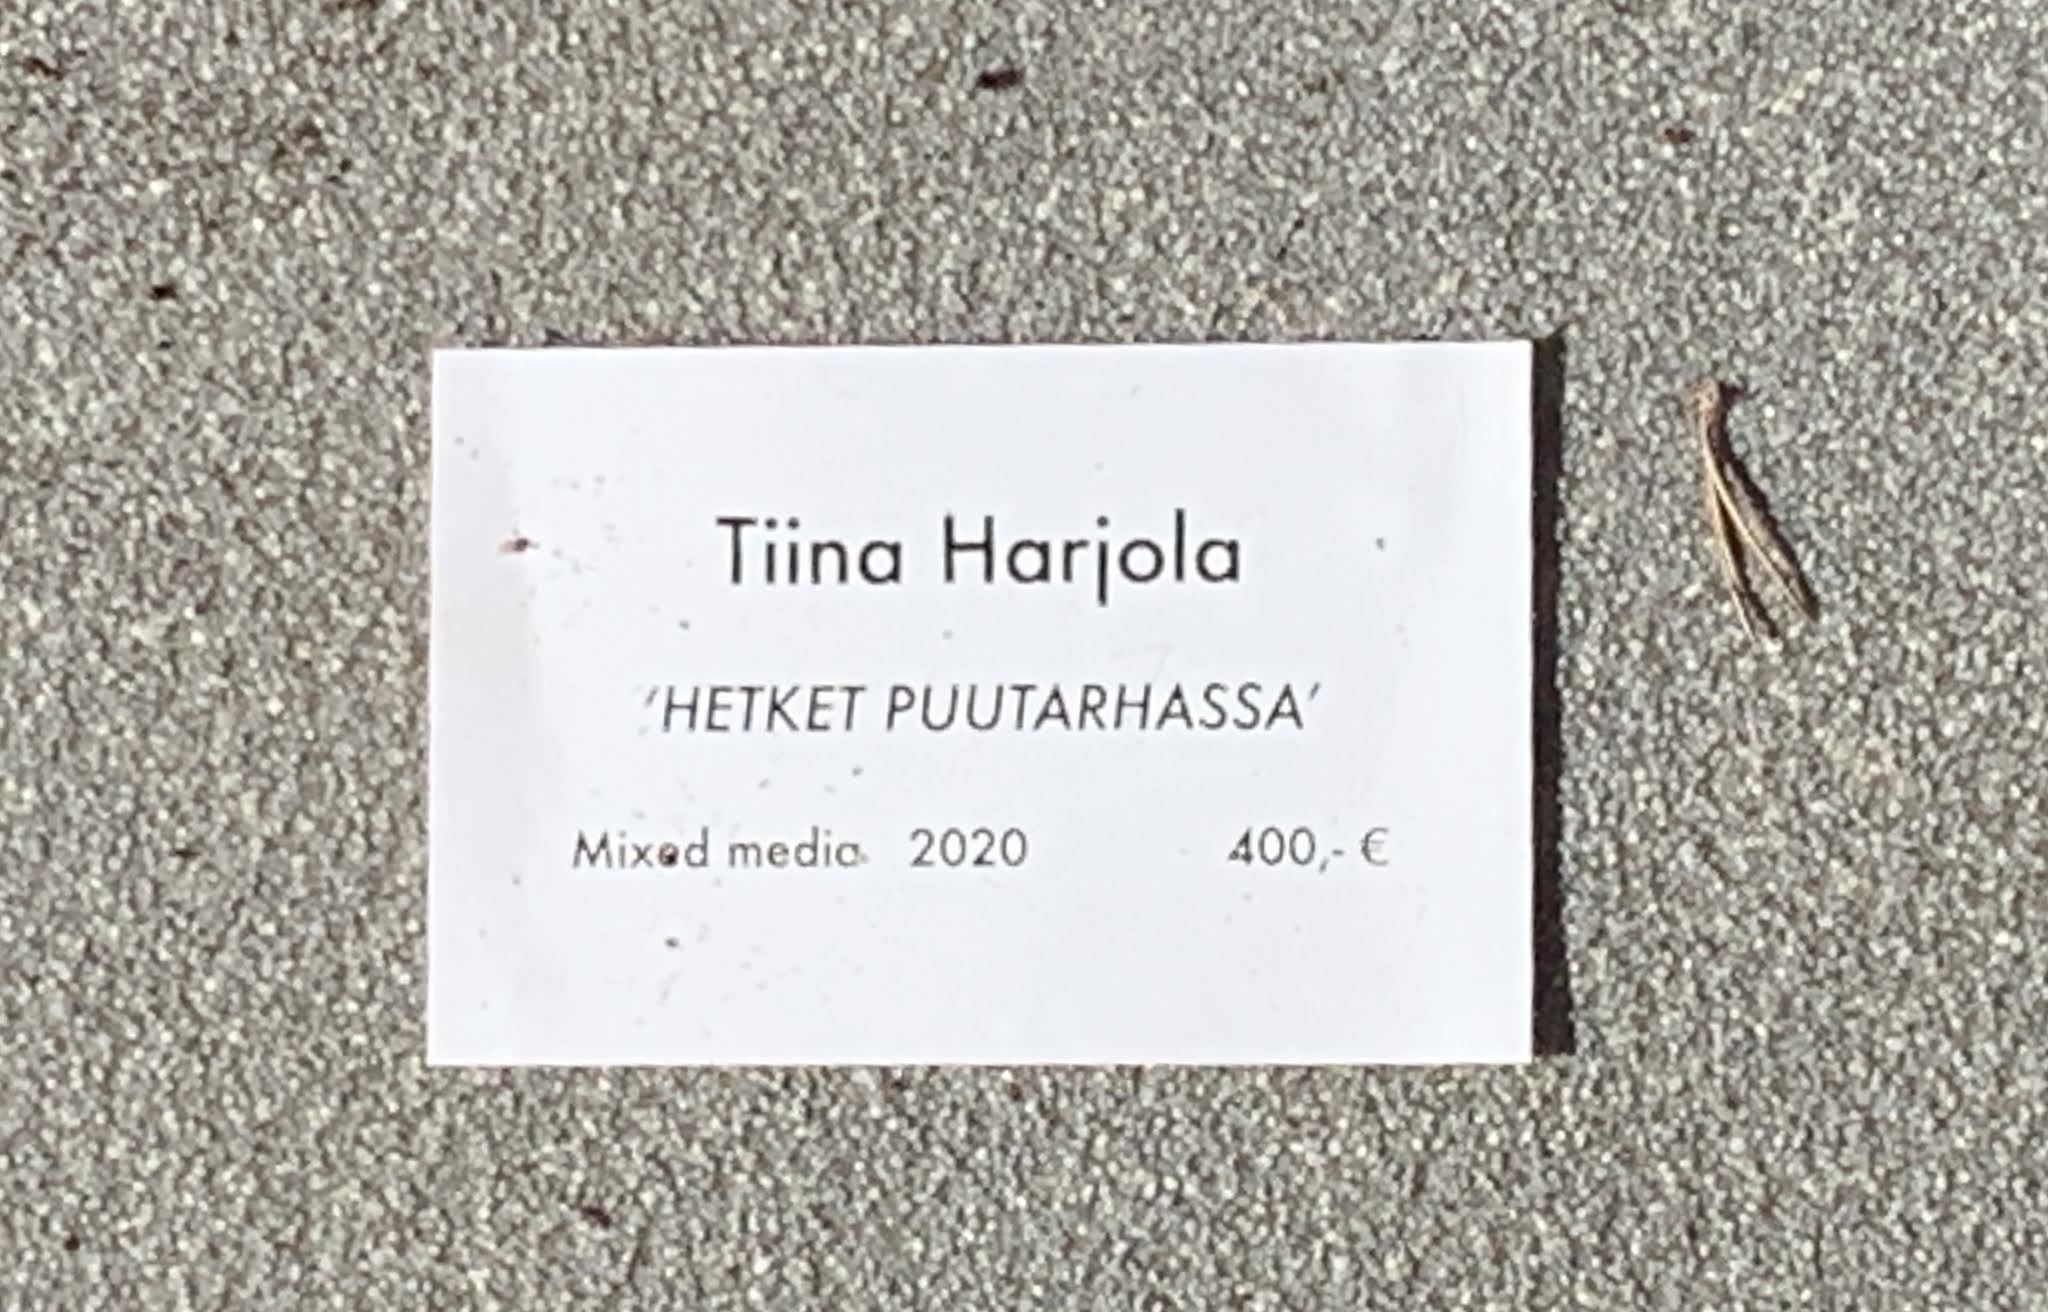 Tiina Harjola
'HETKET PUUTARHASSA'
Mixed media 2020 400,- €